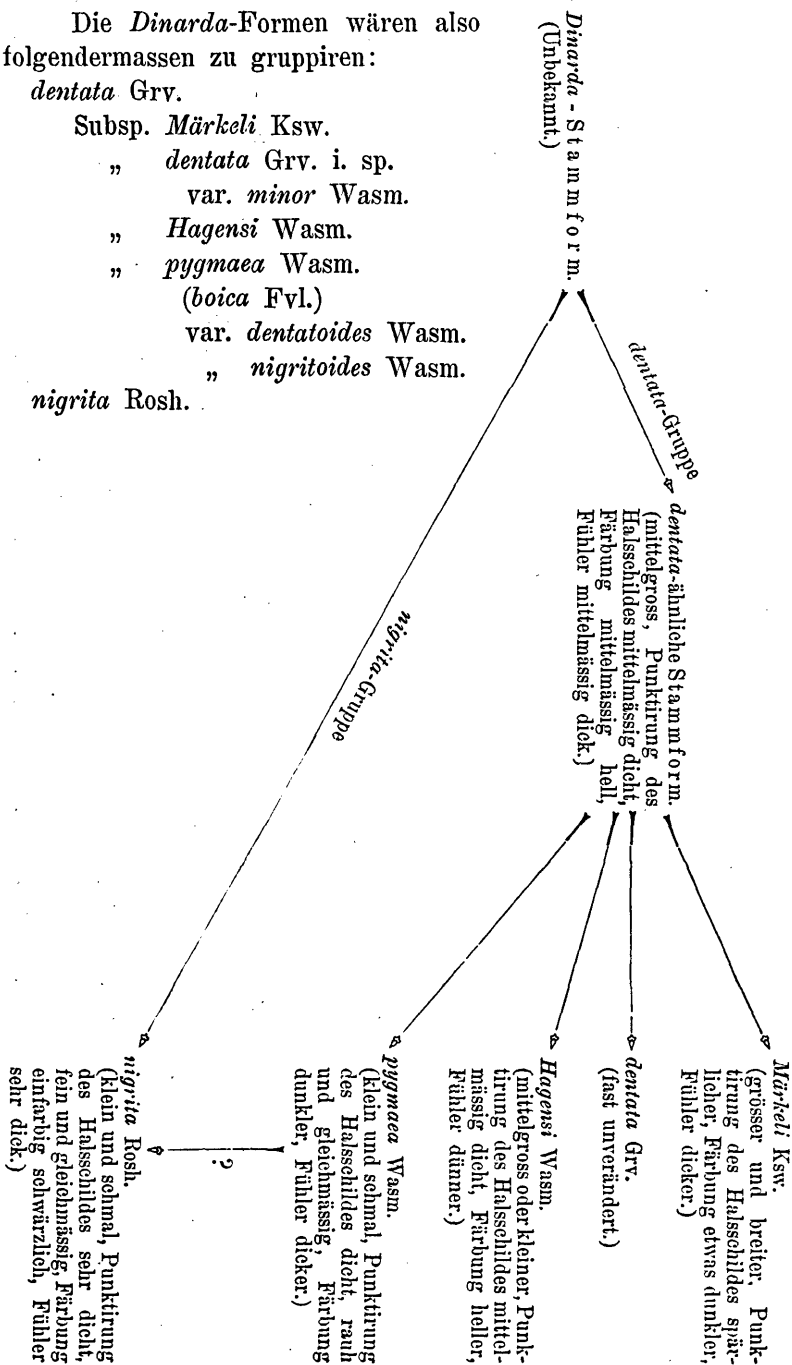 Die Dinarda-Formen wären also
folgendermassen zu gruppiren:
dentata Grv.
Subsp. Märkeli Ksw.
„ dentata Grv. i. sp.
var. minor Wasm.
„ Hagensi Wasm.
„ pygmaea Wasm.
(boica Fvl.)
var. dentatoides Wasm.
„ nigritoides Wasm.
nigrita Rosh.
Dinarda-Stammform.
(Unbekannt.)
dentata-Gruppe
nigrita-Gruppe
dentata-ähnliche Stammform.
(mittelgross, Punktirung des
Halsschildes mittelmässig dicht,
Färbung mittelmässig hell,
Fühler mittelmässig dick.)
Märkeli Ksw.
(grösser und breiter, Punk-
tirung des Halsschildes spär-
licher, Färbung etwas dunkler,
Fühler dicker.)
dentata Grv.
(fast unverändert.)
Hagensi Wasm.
(mittelgross oder kleiner, Punk-
tirung des Halsschildes mittel-
mässig dicht, Färbung heller,
Fühler dünner.)
pygmaea Wasm.
(klein und schmal, Punktirung
des Halsschildes dicht, rauh
und gleichmässig, Färbung
dunkler, Fühler dicker.)
?
nigrita Rosh.
(klein und schmal, Punktirung
des Halsschildes sehr dicht,
fein und gleichmässig, Färbung
einfarbig schwärzlich, Fühler
sehr dick.)